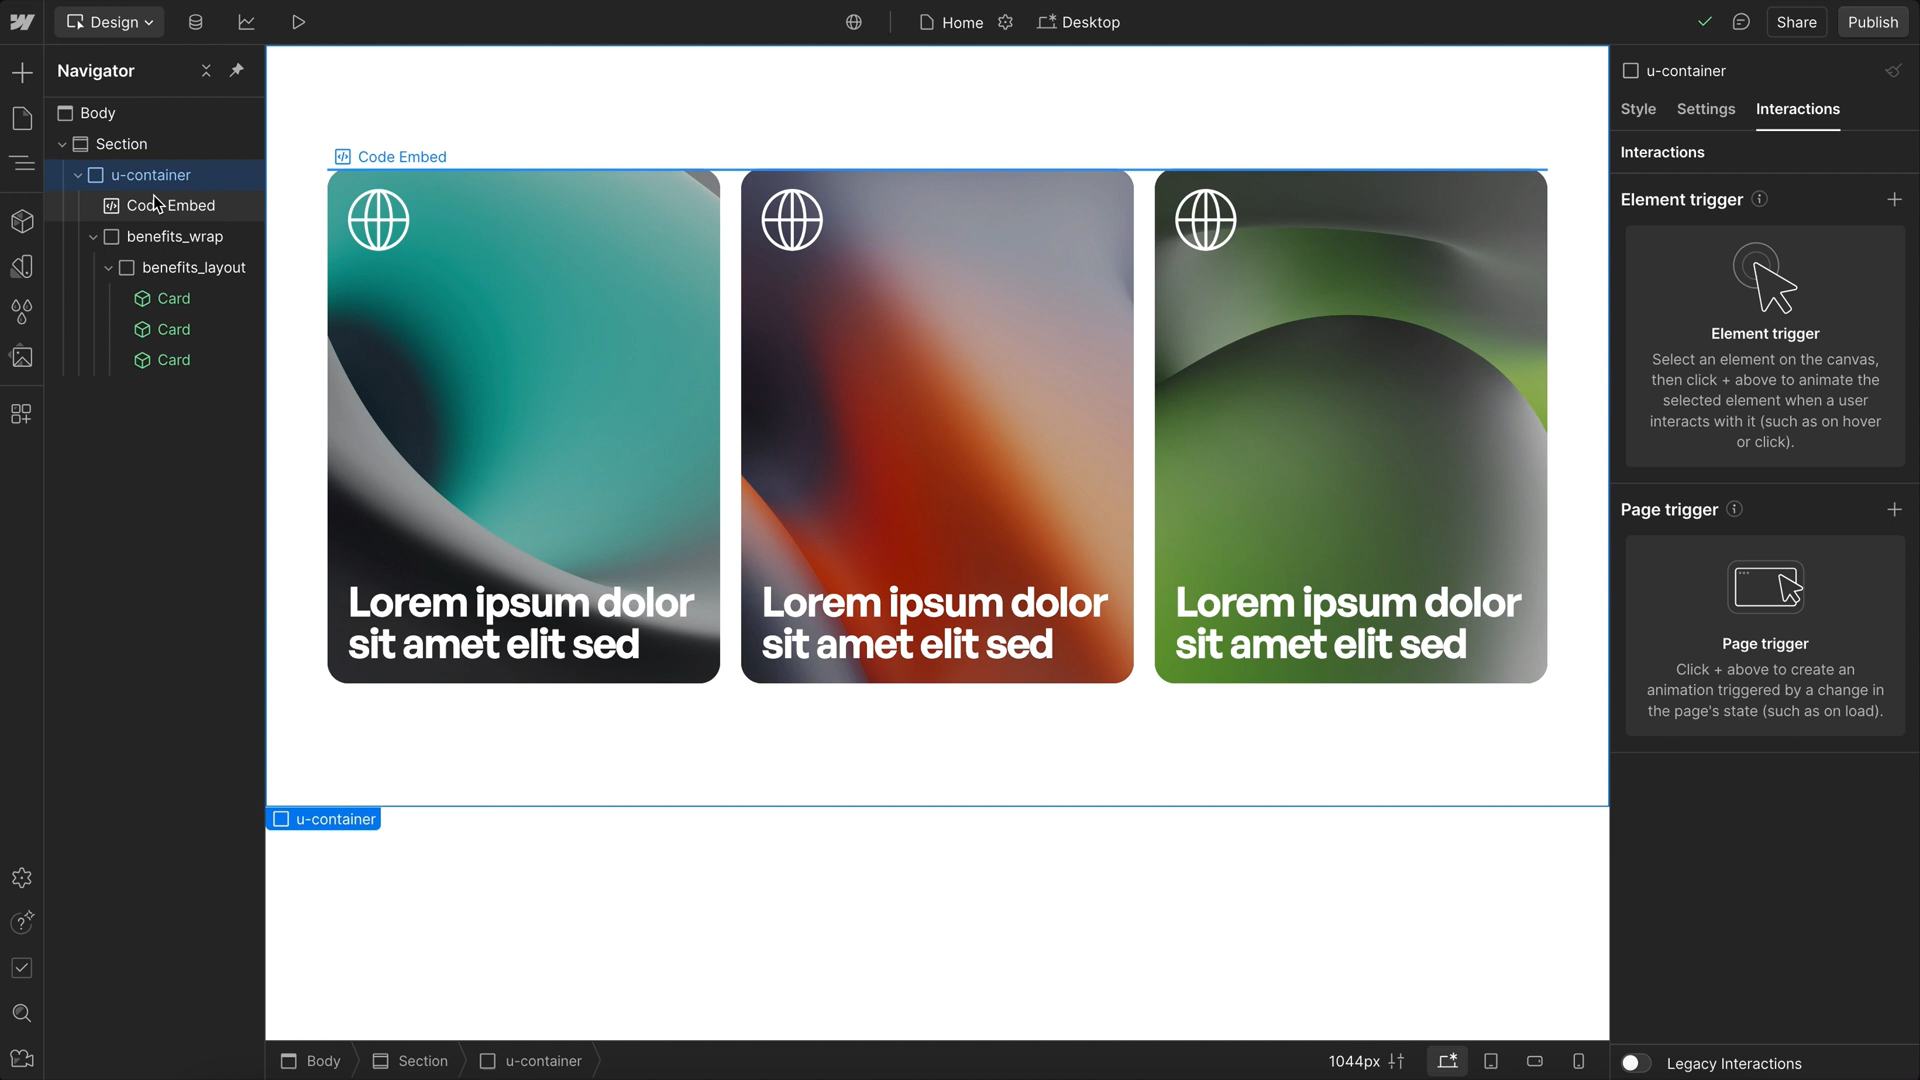 Design
Home
Desktop
Share
Publish
Navigator
Body
Section
u-container
Code Embed
benefits_wrap
benefits_layout
Card
Card
Card
Code Embed
Lorem ipsum dolor
sit amet elit sed
Lorem ipsum dolor
sit amet elit sed
Lorem ipsum dolor
sit amet elit sed
u-container
u-container
Style Settings Interactions
Interactions
Element trigger
Element trigger
Select an element on the canvas,
then click + above to animate the
selected element when a user
interacts with it (such as on hover
or click).
Page trigger
Page trigger
Click + above to create an
animation triggered by a change in
the page's state (such as on load).
Body Section u-container
1044px
Legacy Interactions